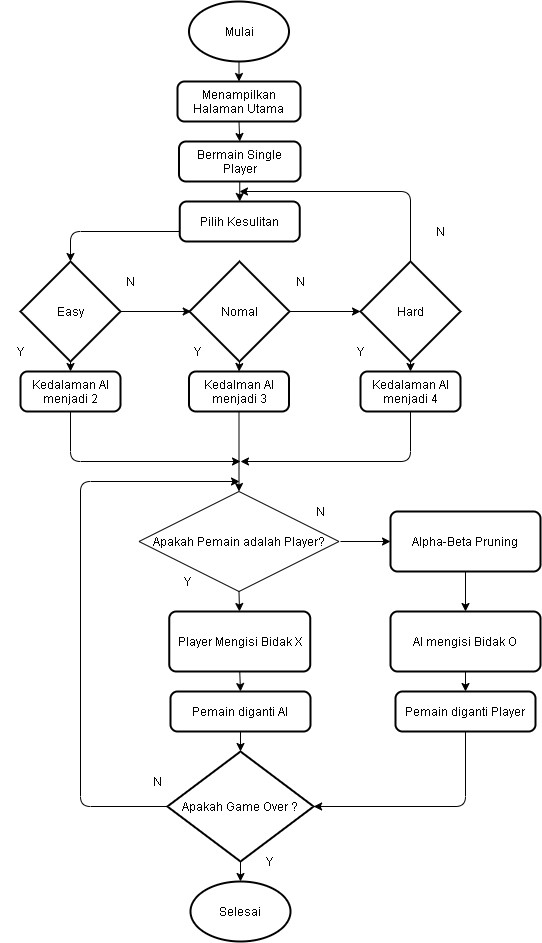 Mulai
Menampilkan
Halaman Utama
Bermain Single
Player
Pilih Kesulitan
N
N
N
Easy
Nomal
Hard
Y
Y
Y
Kedalaman AI
menjadi 2
Kedalman AI
menjadi 3
Kedalaman AI
menjadi 4
N
Apakah Pemain adalah Player?
Alpha-Beta Pruning
Y
Player Mengisi Bidak X
AI mengisi Bidak O
Pemain diganti AI
Pemain diganti Player
N
Apakah Game Over ?
Y
Selesai